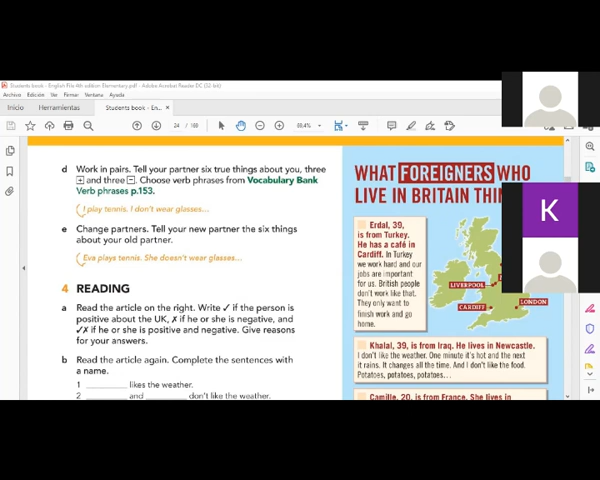 Students book - English File 4th edition Elementary.pdf - Adobe Acrobat Reader DC (32-bit)
Archivo Edición Ver Firmar Ventana Ayuda
Inicio Herramientas Students book - En... ×
24 / 169
d Work in pairs. Tell your partner six true things about you, three
+ and three −. Choose verb phrases from Vocabulary Bank
Verb phrases p.153.
I play tennis. I don't wear glasses...
e Change partners. Tell your new partner the six things
about your old partner.
Eva plays tennis. She doesn't wear glasses...
4 READING
a Read the article on the right. Write ✓ if the person is
positive about the UK, ✗ if he or she is negative, and
✓✗ if he or she is positive and negative. Give reasons
for your answers.
b Read the article again. Complete the sentences with
a name.
1 ________ likes the weather.
2 ________ and ________ don't like the weather.
WHAT FOREIGNERS WHO
LIVE IN BRITAIN THIN
Erdal, 39,
is from Turkey.
He has a café in
Cardiff. In Turkey
we work hard and our
jobs are important
for us. British people
don't work like that.
They only want to
finish work and go
home.
LIVERPOOL
CARDIFF
LONDON
Khalal, 39, is from Iraq. He lives in Newcastle.
I don't like the weather. One minute it's hot and the next
it rains. It changes all the time. And I don't like the food.
Potatoes, potatoes, potatoes...
Camille, 20, is from France. She lives in
K